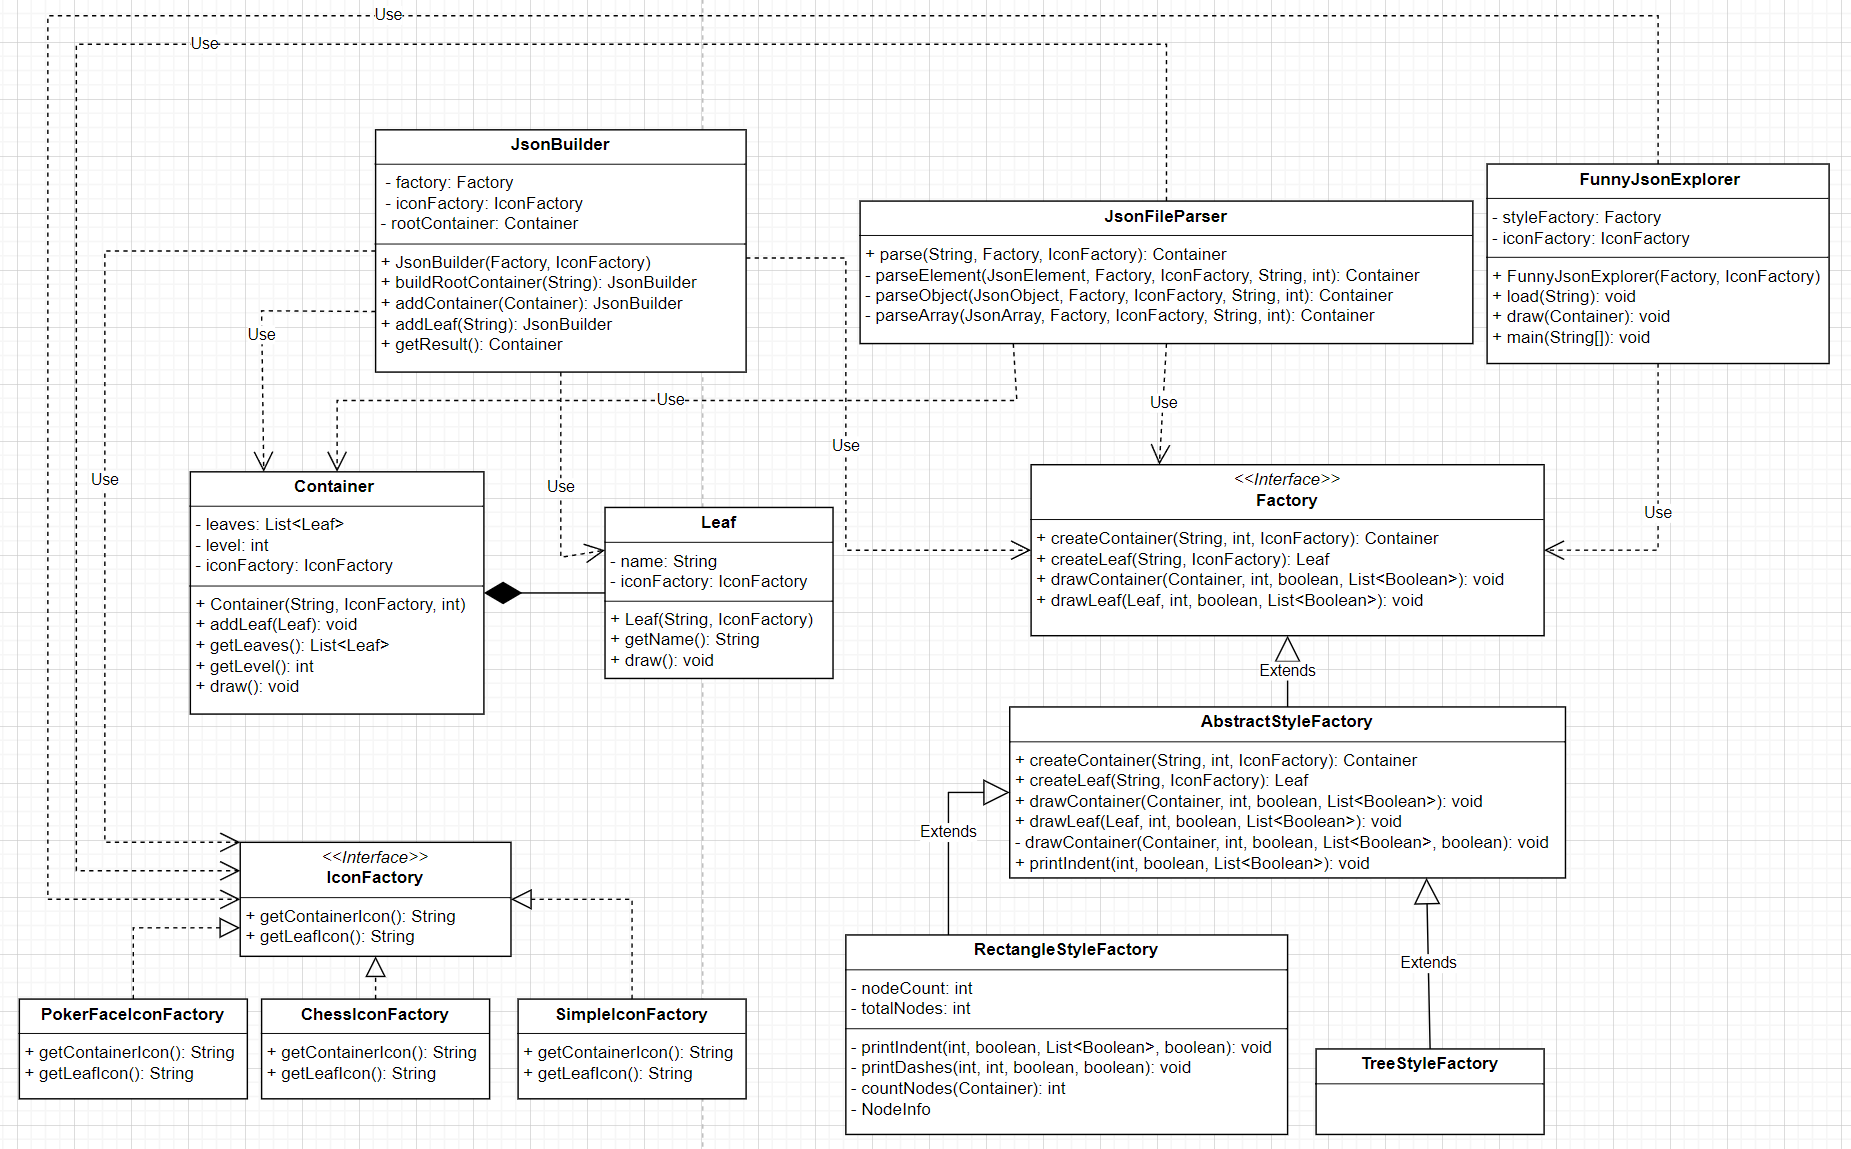 Use
Use
JsonBuilder
- factory: Factory
- iconFactory: IconFactory
- rootContainer: Container
+ JsonBuilder(Factory, IconFactory)
+ buildRootContainer(String): JsonBuilder
+ addContainer(Container): JsonBuilder
+ addLeaf(String): JsonBuilder
+ getResult(): Container
JsonFileParser
+ parse(String, Factory, IconFactory): Container
- parseElement(JsonElement, Factory, IconFactory, String, int): Container
- parseObject(JsonObject, Factory, IconFactory, String, int): Container
- parseArray(JsonArray, Factory, IconFactory, String, int): Container
FunnyJsonExplorer
- styleFactory: Factory
- iconFactory: IconFactory
+ FunnyJsonExplorer(Factory, IconFactory)
+ load(String): void
+ draw(Container): void
+ main(String[]): void
Use
Use
Use
Use
Use
Use
Use
Container
- leaves: List<Leaf>
- level: int
- iconFactory: IconFactory
+ Container(String, IconFactory, int)
+ addLeaf(Leaf): void
+ getLeaves(): List<Leaf>
+ getLevel(): int
+ draw(): void
Leaf
- name: String
- iconFactory: IconFactory
+ Leaf(String, IconFactory)
+ getName(): String
+ draw(): void
<<Interface>>
Factory
+ createContainer(String, int, IconFactory): Container
+ createLeaf(String, IconFactory): Leaf
+ drawContainer(Container, int, boolean, List<Boolean>): void
+ drawLeaf(Leaf, int, boolean, List<Boolean>): void
Extends
AbstractStyleFactory
+ createContainer(String, int, IconFactory): Container
+ createLeaf(String, IconFactory): Leaf
+ drawContainer(Container, int, boolean, List<Boolean>): void
+ drawLeaf(Leaf, int, boolean, List<Boolean>): void
- drawContainer(Container, int, boolean, List<Boolean>, boolean): void
+ printIndent(int, boolean, List<Boolean>): void
Extends
Extends
<<Interface>>
IconFactory
+ getContainerIcon(): String
+ getLeafIcon(): String
PokerFaceIconFactory
+ getContainerIcon(): String
+ getLeafIcon(): String
ChessIconFactory
+ getContainerIcon(): String
+ getLeafIcon(): String
SimpleIconFactory
+ getContainerIcon(): String
+ getLeafIcon(): String
RectangleStyleFactory
- nodeCount: int
- totalNodes: int
- printIndent(int, boolean, List<Boolean>, boolean): void
- printDashes(int, int, boolean, boolean): void
- countNodes(Container): int
- NodeInfo
TreeStyleFactory